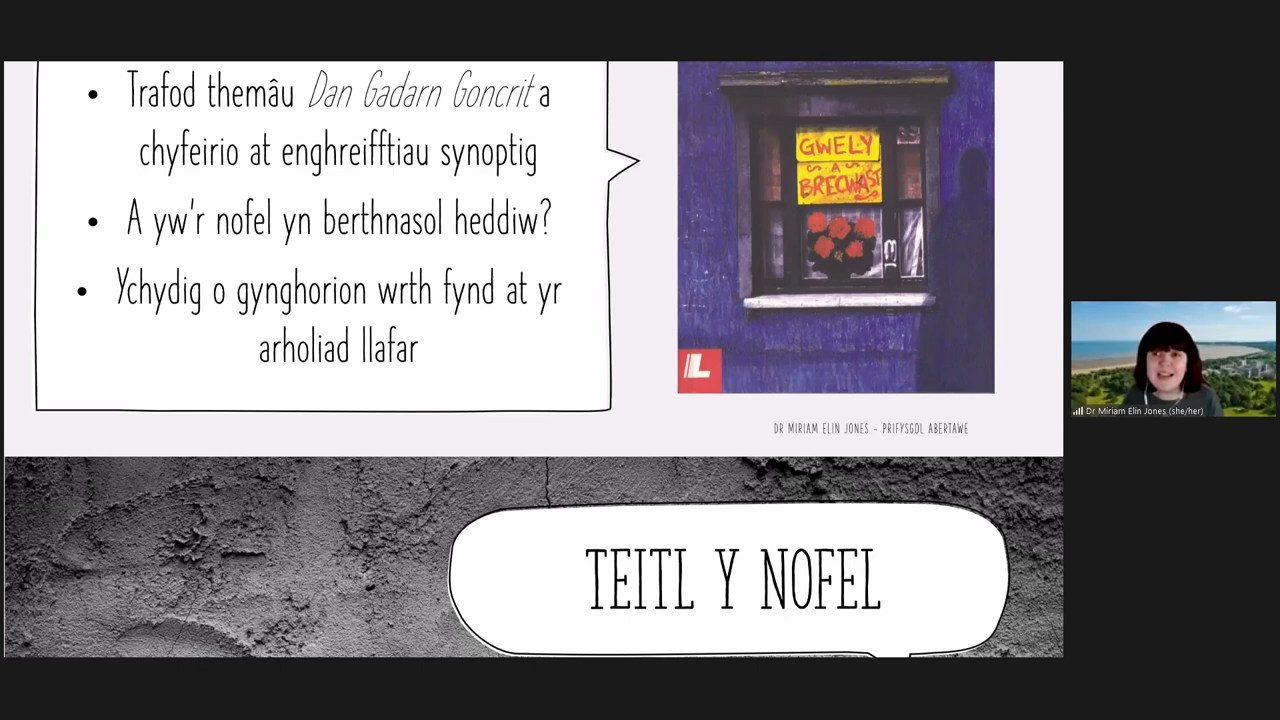 • Trafod themâu Dan Gadarn Goncrit a
chyfeirio at enghreifftiau synoptig
• A yw'r nofel yn berthnasol heddiw?
• Ychydig o gynghorion wrth fynd at yr
arholiad llafar
GWELY
A
BRECWAST
L
DR MIRIAM ELIN JONES - PRIFYSGOL ABERTAWE
TEITL Y NOFEL
Dr Miriam Elin Jones (she/her)